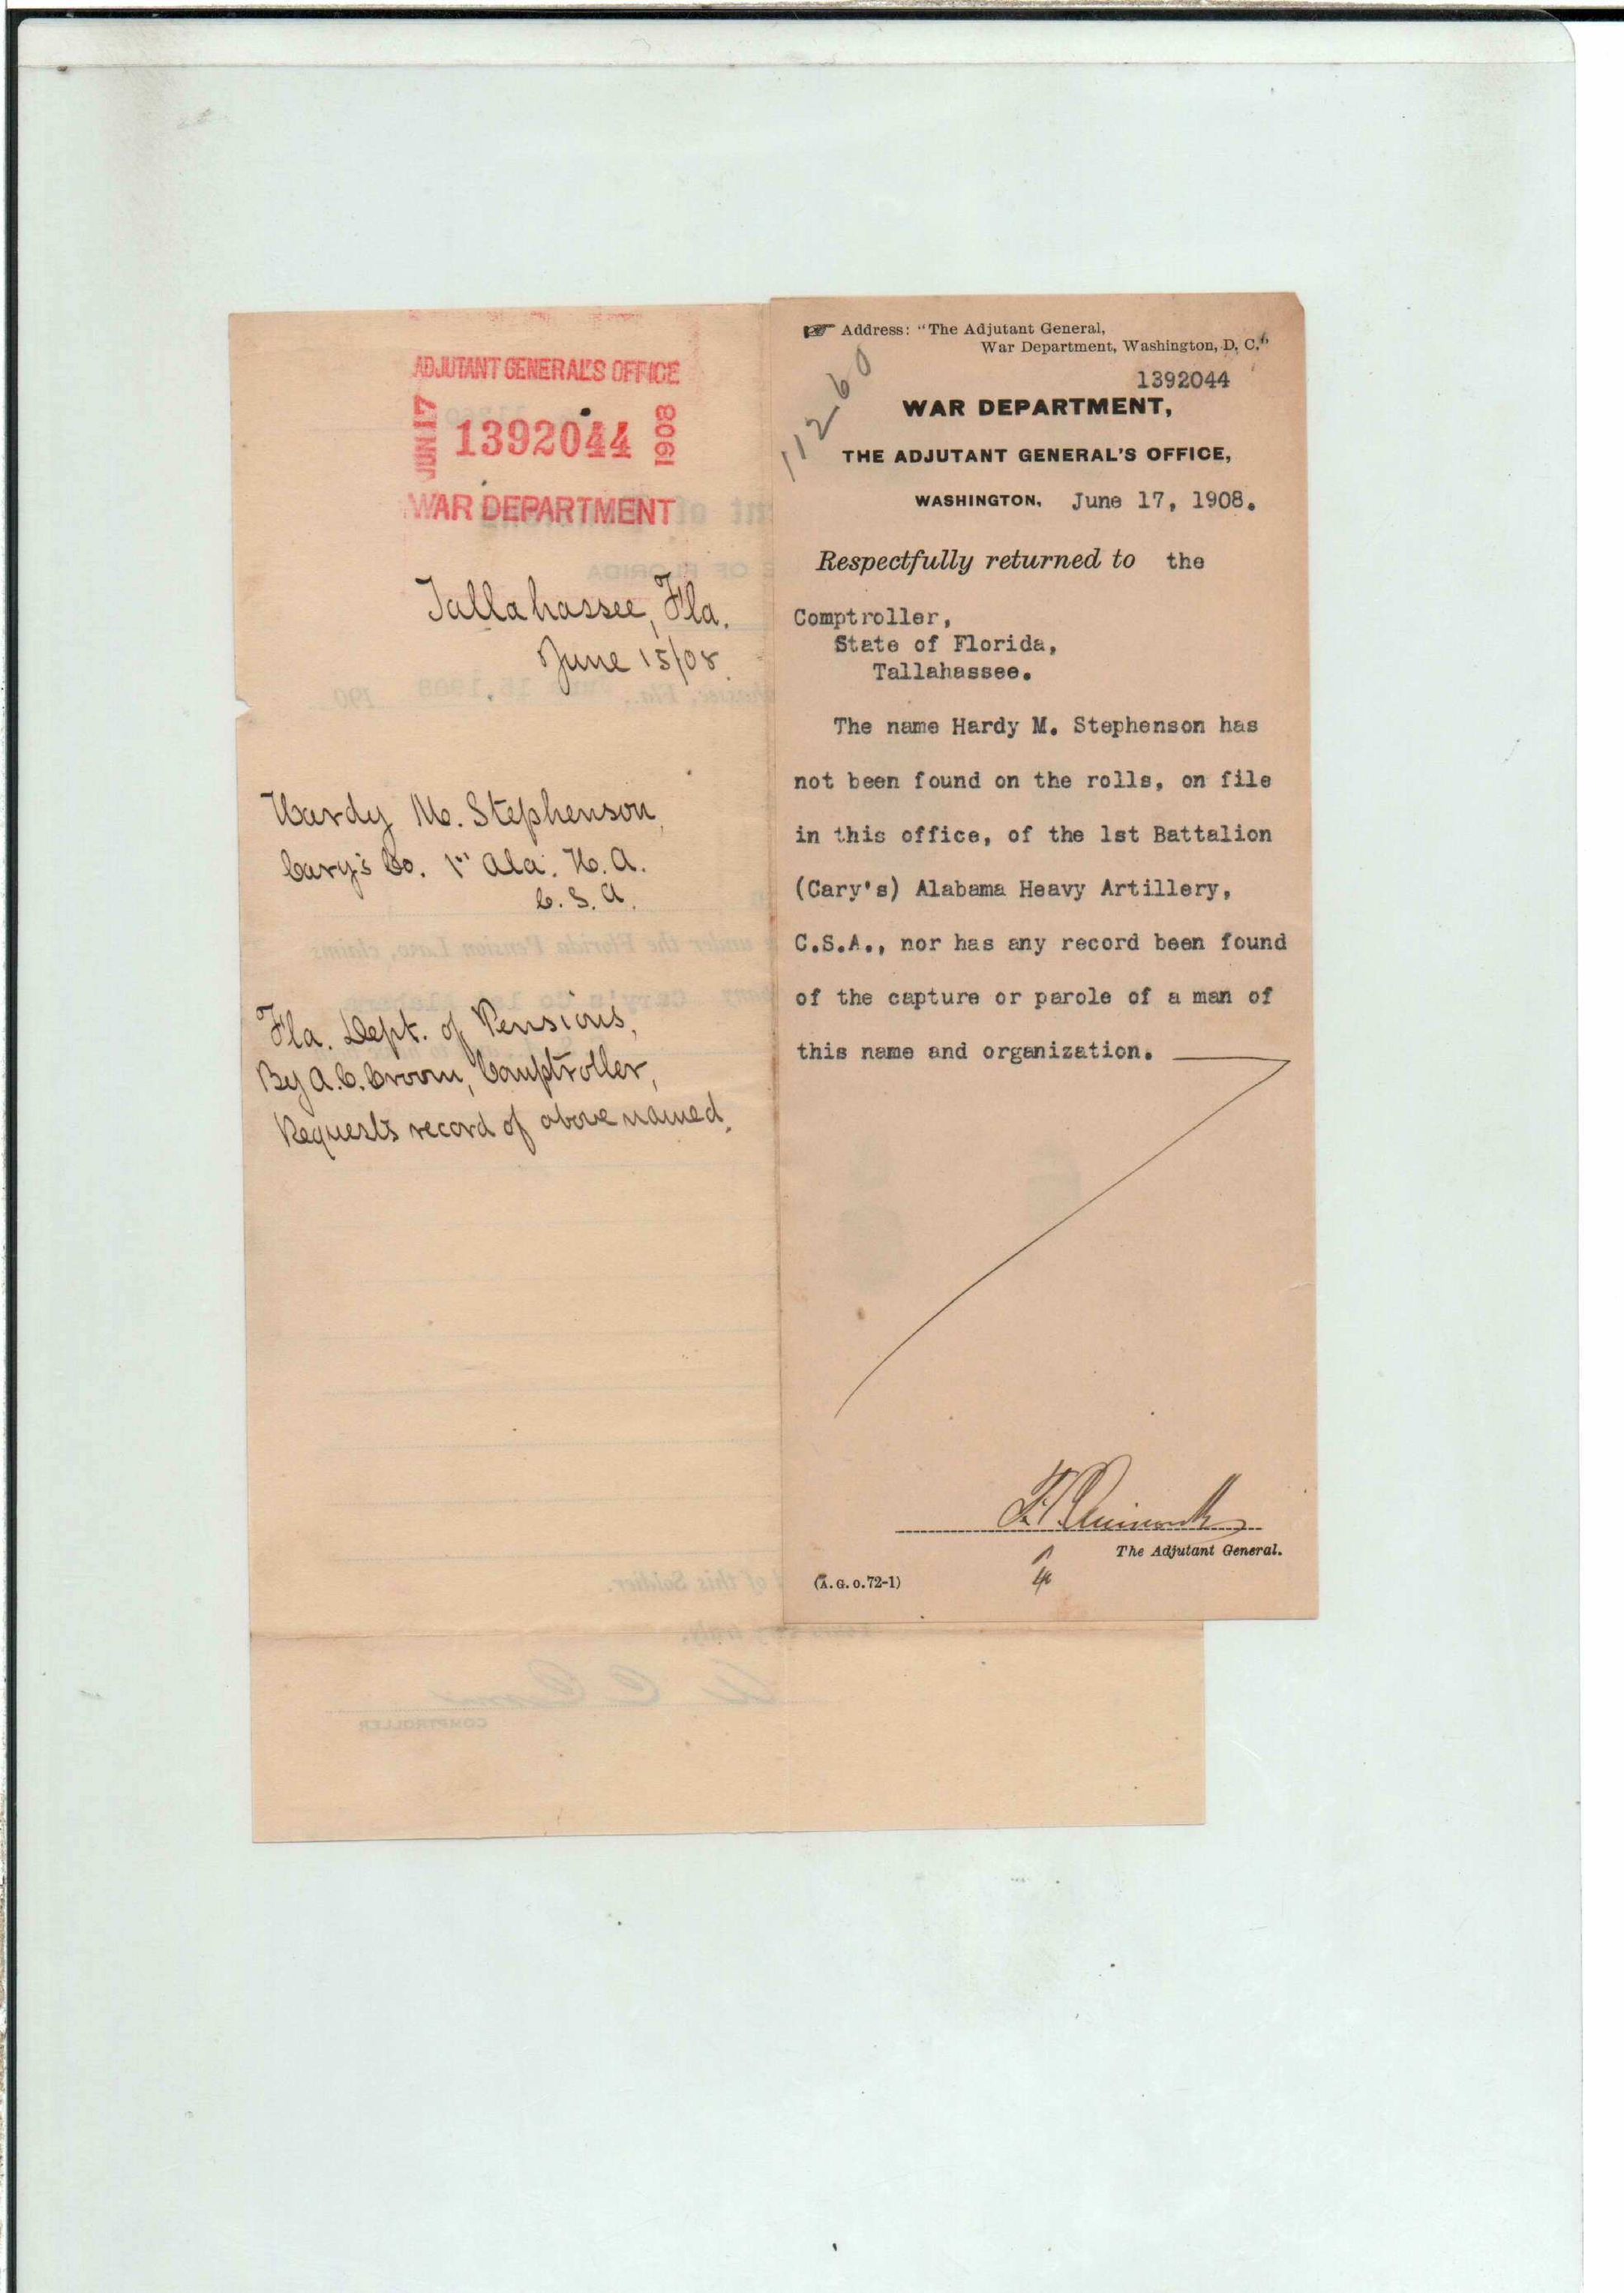 ADJUTANT GENERAL'S OFFICE
JUN 17 1392044 1908
WAR DEPARTMENT
Tallahassee, Fla.
June 15/08
Hardy M. Stephenson,
Cary's Co. 1" Ala. H. A.
C. S. A.
Fla. Dept. of Pensions,
By A. C. Croom, Comptroller,
Requests record of above named.
Address: "The Adjutant General,
War Department, Washington, D. C."
1392044
11260
WAR DEPARTMENT,
THE ADJUTANT GENERAL'S OFFICE,
WASHINGTON, June 17, 1908.
Respectfully returned to the
Comptroller,
State of Florida,
Tallahassee.
The name Hardy M. Stephenson has
not been found on the rolls, on file
in this office, of the 1st Battalion
(Cary's) Alabama Heavy Artillery,
C.S.A., nor has any record been found
of the capture or parole of a man of
this name and organization.
The Adjutant General.
(A. G. O. 72-1)
COMPTROLLER